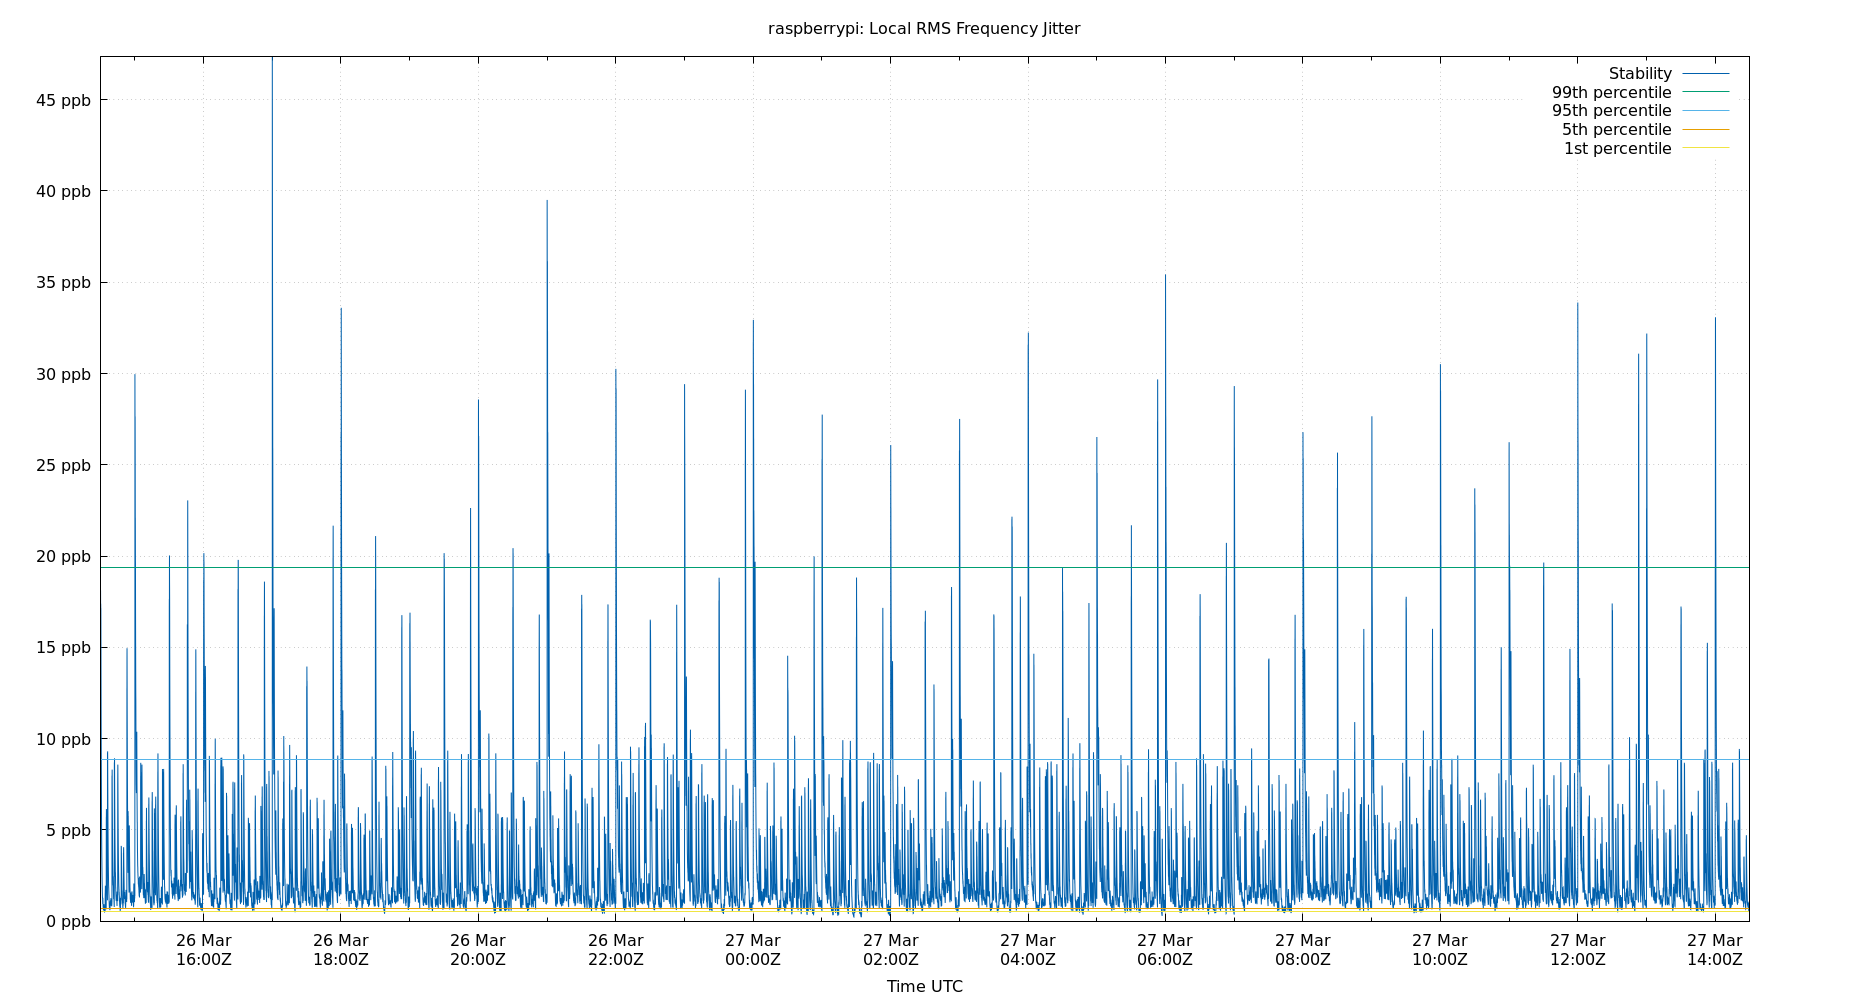 raspberrypi: Local RMS Frequency Jitter
Stability
99th percentile
95th percentile
5th percentile
1st percentile
45 ppb
40 ppb
35 ppb
30 ppb
25 ppb
20 ppb
15 ppb
10 ppb
5 ppb
0 ppb
26 Mar 26 Mar 26 Mar 26 Mar 27 Mar 27 Mar 27 Mar 27 Mar 27 Mar 27 Mar 27 Mar 27 Mar
16:00Z 18:00Z 20:00Z 22:00Z 00:00Z 02:00Z 04:00Z 06:00Z 08:00Z 10:00Z 12:00Z 14:00Z
Time UTC